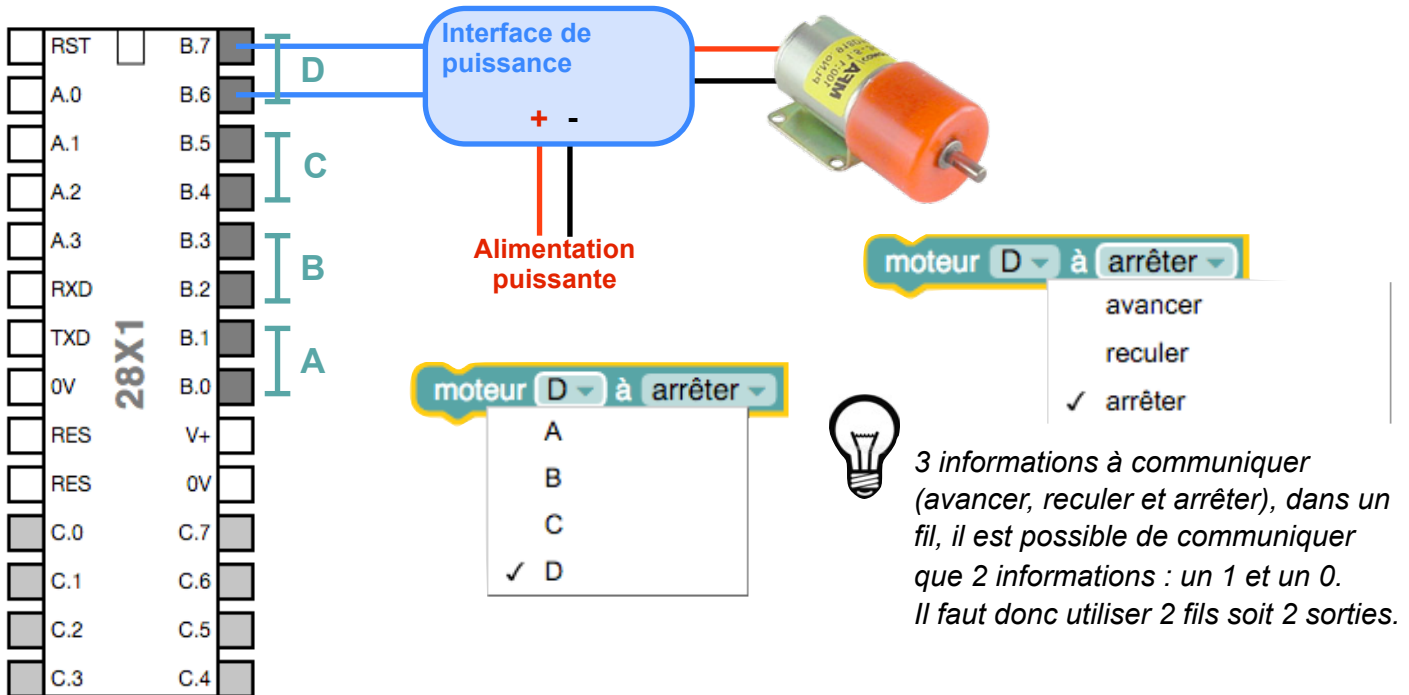 RST B.7
A.0 B.6
A.1 B.5
A.2 B.4
A.3 B.3
RXD B.2
TXD B.1
0V B.0
RES V+
RES 0V
C.0 C.7
C.1 C.6
C.2 C.5
C.3 C.4
28X1
D
C
B
A
Interface de
puissance
+ -
Alimentation
puissante
MFA
moteur D à arrêter
A
B
C
✓ D
moteur D à arrêter
avancer
reculer
✓ arrêter
3 informations à communiquer
(avancer, reculer et arrêter), dans un
fil, il est possible de communiquer
que 2 informations : un 1 et un 0.
Il faut donc utiliser 2 fils soit 2 sorties.